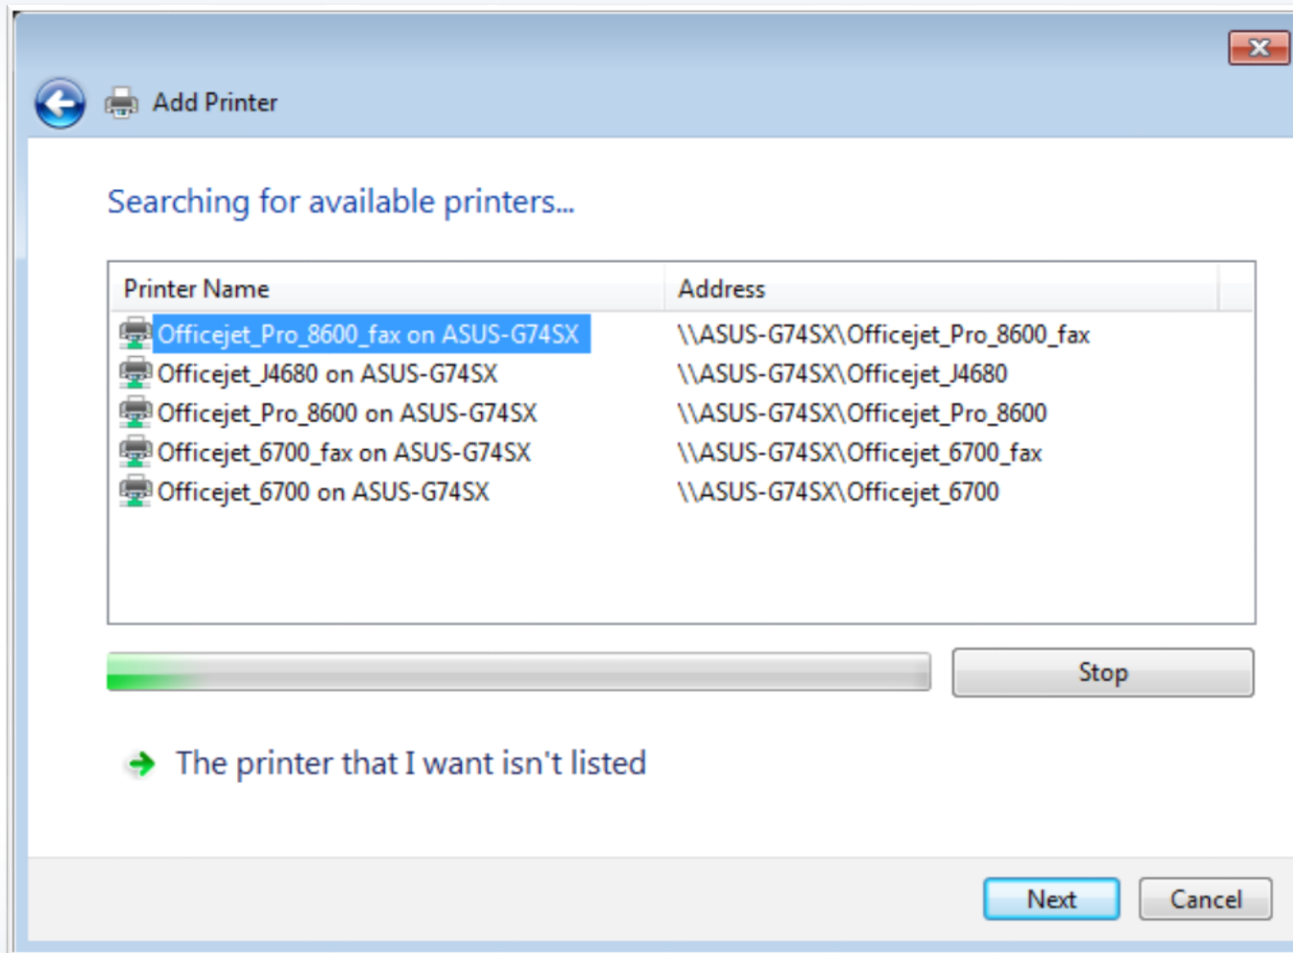 Add Printer
Searching for available printers...
Printer Name Address
Officejet_Pro_8600_fax on ASUS-G74SX \\ASUS-G74SX\Officejet_Pro_8600_fax
Officejet_J4680 on ASUS-G74SX \\ASUS-G74SX\Officejet_J4680
Officejet_Pro_8600 on ASUS-G74SX \\ASUS-G74SX\Officejet_Pro_8600
Officejet_6700_fax on ASUS-G74SX \\ASUS-G74SX\Officejet_6700_fax
Officejet_6700 on ASUS-G74SX \\ASUS-G74SX\Officejet_6700
Stop
The printer that I want isn't listed
Next Cancel